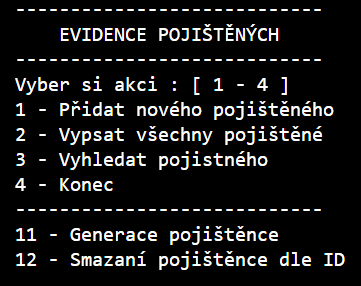 ----------------------------
EVIDENCE POJIŠTĚNÝCH
----------------------------
Vyber si akci : [ 1 - 4 ]
1 - Přidat nového pojištěného
2 - Vypsat všechny pojištěné
3 - Vyhledat pojistného
4 - Konec
----------------------------
11 - Generace pojištěnce
12 - Smazaní pojištěnce dle ID